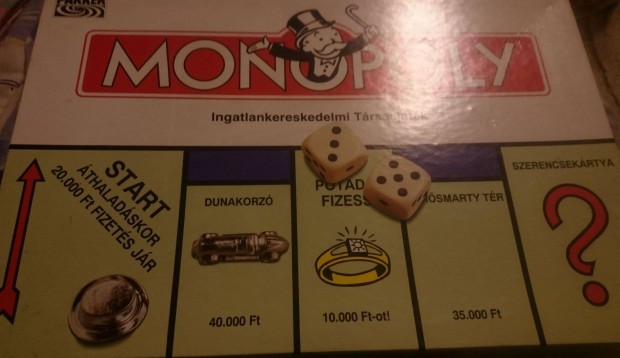 PARKER
MONOPOLY
Ingatlankereskedelmi
START
ÁTHALADÁSKOR
20.000 Ft FIZETÉS JÁR
DUNAKORZÓ
40.000 Ft
FIZESS
10.000 Ft-ot!
TÉR
35.000 Ft
SZERENCSEKÁRTYA
?